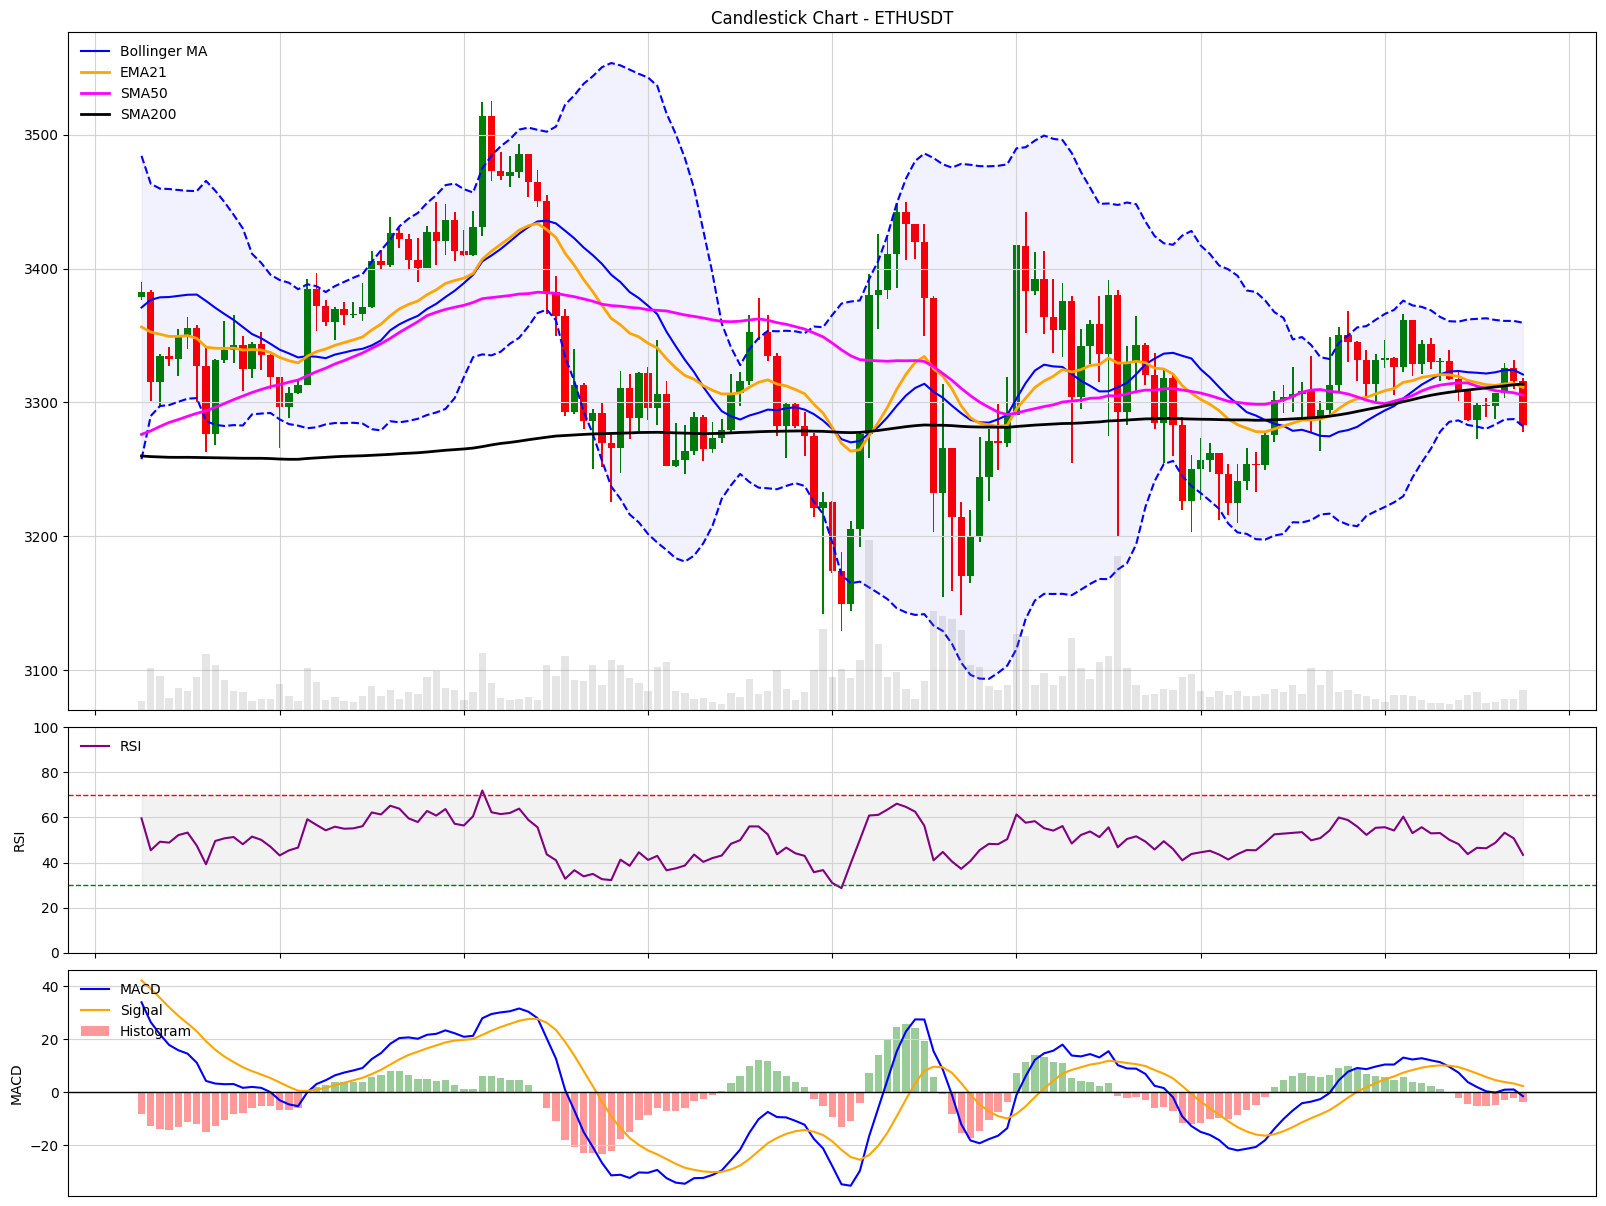 Candlestick Chart - ETHUSDT
Bollinger MA
EMA21
SMA50
SMA200
3500
3400
3300
3200
3100
RSI
100
80
60
40
20
0
RSI
MACD
Signal
Histogram
40
20
0
−20
MACD